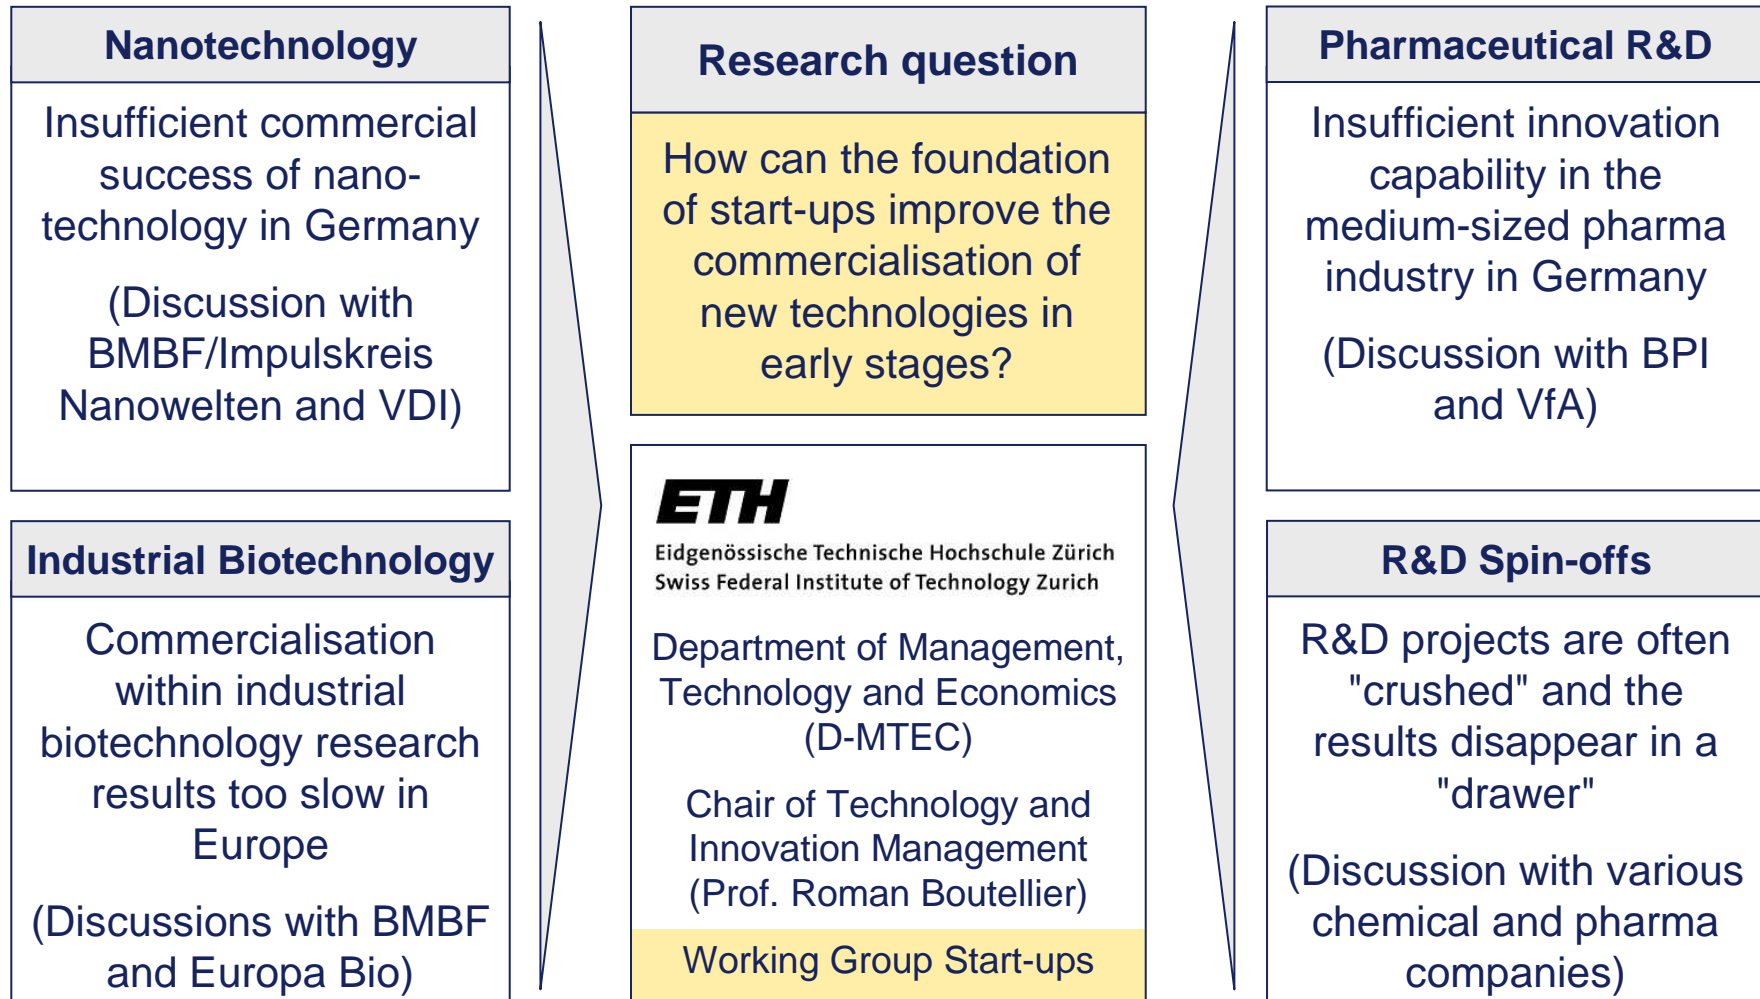 Nanotechnology
Insufficient commercial
success of nano-
technology in Germany
(Discussion with
BMBF/Impulskreis
Nanowelten and VDI)
Industrial Biotechnology
Commercialisation
within industrial
biotechnology research
results too slow in
Europe
(Discussions with BMBF
and Europa Bio)
Research question
How can the foundation
of start-ups improve the
commercialisation of
new technologies in
early stages?
ETH
Eidgenössische Technische Hochschule Zürich
Swiss Federal Institute of Technology Zurich
Department of Management,
Technology and Economics
(D-MTEC)
Chair of Technology and
Innovation Management
(Prof. Roman Boutellier)
Working Group Start-ups
Pharmaceutical R&D
Insufficient innovation
capability in the
medium-sized pharma
industry in Germany
(Discussion with BPI
and VfA)
R&D Spin-offs
R&D projects are often
"crushed" and the
results disappear in a
"drawer"
(Discussion with various
chemical and pharma
companies)